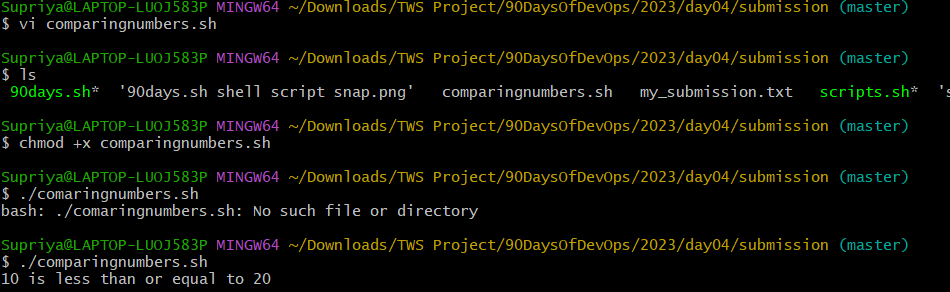 Supriya@LAPTOP-LUOJ583P MINGW64 ~/Downloads/TWS Project/90DaysOfDevOps/2023/day04/submission (master)
$ vi comparingnumbers.sh
Supriya@LAPTOP-LUOJ583P MINGW64 ~/Downloads/TWS Project/90DaysOfDevOps/2023/day04/submission (master)
$ ls
90days.sh* '90days.sh shell script snap.png' comparingnumbers.sh my_submission.txt scripts.sh* 's
Supriya@LAPTOP-LUOJ583P MINGW64 ~/Downloads/TWS Project/90DaysOfDevOps/2023/day04/submission (master)
$ chmod +x comparingnumbers.sh
Supriya@LAPTOP-LUOJ583P MINGW64 ~/Downloads/TWS Project/90DaysOfDevOps/2023/day04/submission (master)
$ ./comaringnumbers.sh
bash: ./comaringnumbers.sh: No such file or directory
Supriya@LAPTOP-LUOJ583P MINGW64 ~/Downloads/TWS Project/90DaysOfDevOps/2023/day04/submission (master)
$ ./comparingnumbers.sh
10 is less than or equal to 20